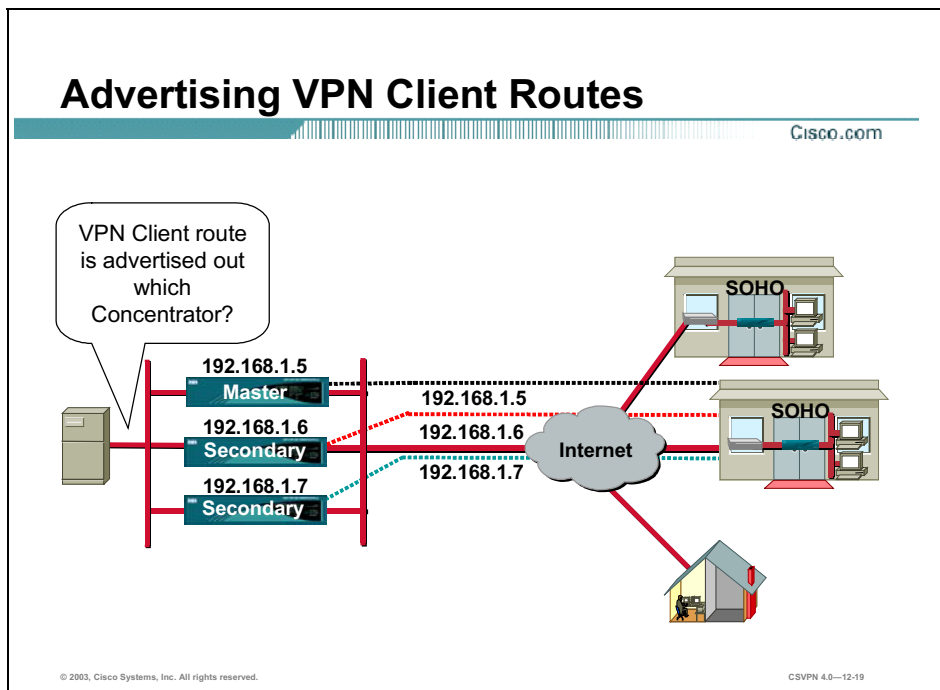 Advertising VPN Client Routes
Cisco.com
VPN Client route
is advertised out
which
Concentrator?
SOHO
192.168.1.5
Master
192.168.1.5
SOHO
192.168.1.6
Secondary
192.168.1.6
Internet
192.168.1.7
192.168.1.7
Secondary
© 2003, Cisco Systems, Inc. All rights reserved.
CSVPN 4.0—12-19